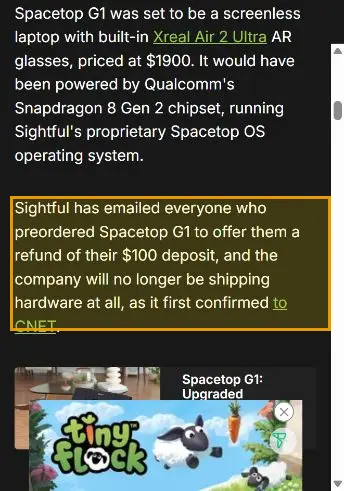 Spacetop G1 was set to be a screenless
laptop with built-in Xreal Air 2 Ultra AR
glasses, priced at $1900. It would have
been powered by Qualcomm's
Snapdragon 8 Gen 2 chipset, running
Sightful's proprietary Spacetop OS
operating system.
Sightful has emailed everyone who
preordered Spacetop G1 to offer them a
refund of their $100 deposit, and the
company will no longer be shipping
hardware at all, as it first confirmed to
CNET.
Spacetop G1:
Upgraded
tiny
flock